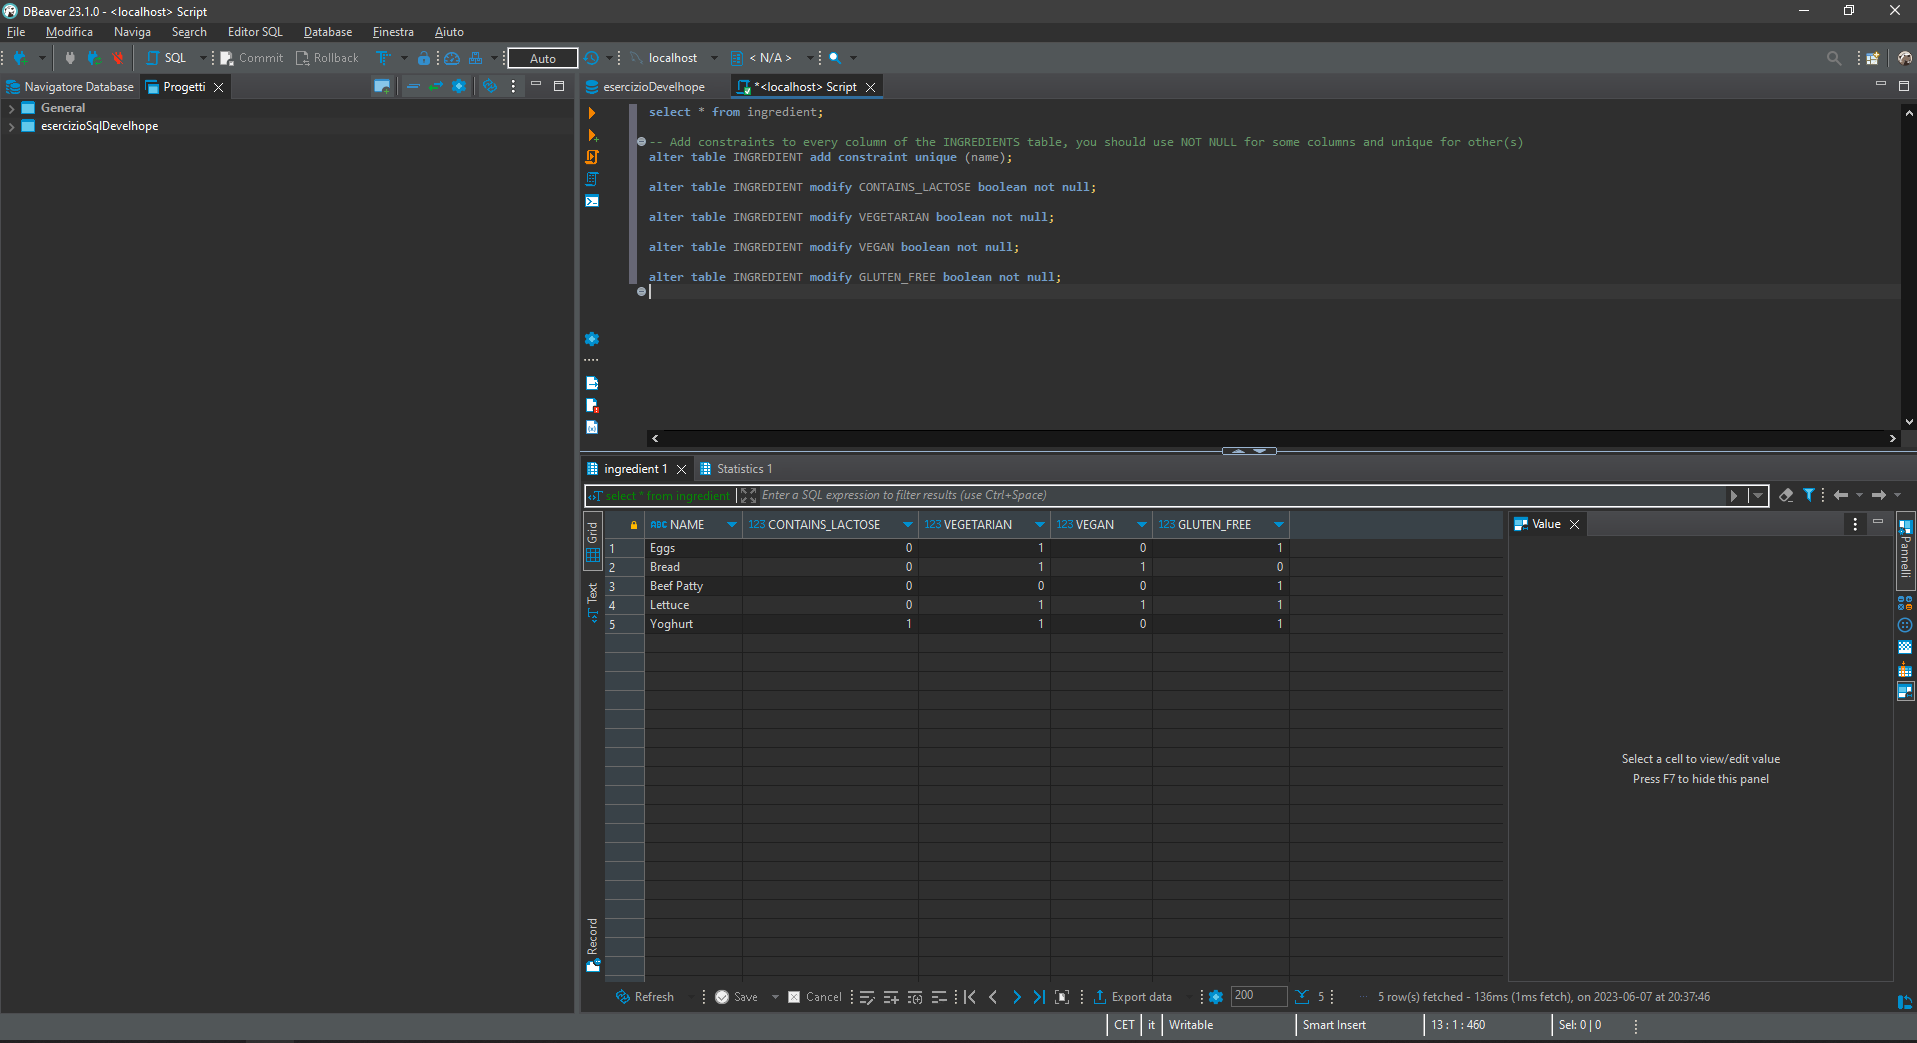 DBeaver 23.1.0 - <localhost> Script
File Modifica Naviga Search Editor SQL Database Finestra Aiuto
SQL Commit Rollback Auto localhost < N/A >
Navigatore Database Progetti
General
esercizioSqlDevelhope
esercizioDevelhope *<localhost> Script
select * from ingredient;
-- Add constraints to every column of the INGREDIENTS table, you should use NOT NULL for some columns and unique for other(s)
alter table INGREDIENT add constraint unique (name);
alter table INGREDIENT modify CONTAINS_LACTOSE boolean not null;
alter table INGREDIENT modify VEGETARIAN boolean not null;
alter table INGREDIENT modify VEGAN boolean not null;
alter table INGREDIENT modify GLUTEN_FREE boolean not null;
ingredient 1 Statistics 1
select * from ingredient Enter a SQL expression to filter results (use Ctrl+Space)
Grid
Text
Record
ABC NAME 123 CONTAINS_LACTOSE 123 VEGETARIAN 123 VEGAN 123 GLUTEN_FREE
1 Eggs 0 1 0 1
2 Bread 0 1 1 0
3 Beef Patty 0 0 0 1
4 Lettuce 0 1 1 1
5 Yoghurt 1 1 0 1
Value
Select a cell to view/edit value
Press F7 to hide this panel
Pannelli
Refresh Save Cancel Export data 200 5 5 row(s) fetched - 136ms (1ms fetch), on 2023-06-07 at 20:37:46
CET it Writable Smart Insert 13 : 1 : 460 Sel: 0 | 0